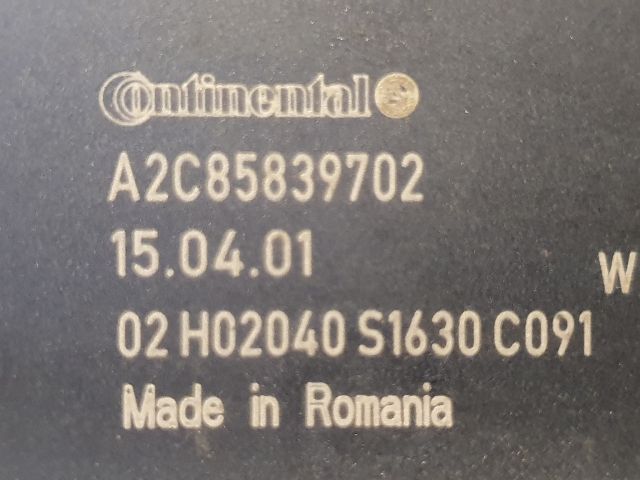 Continental
A2C85839702
15.04.01
W
02 H02040 S1630 C091
Made in Romania